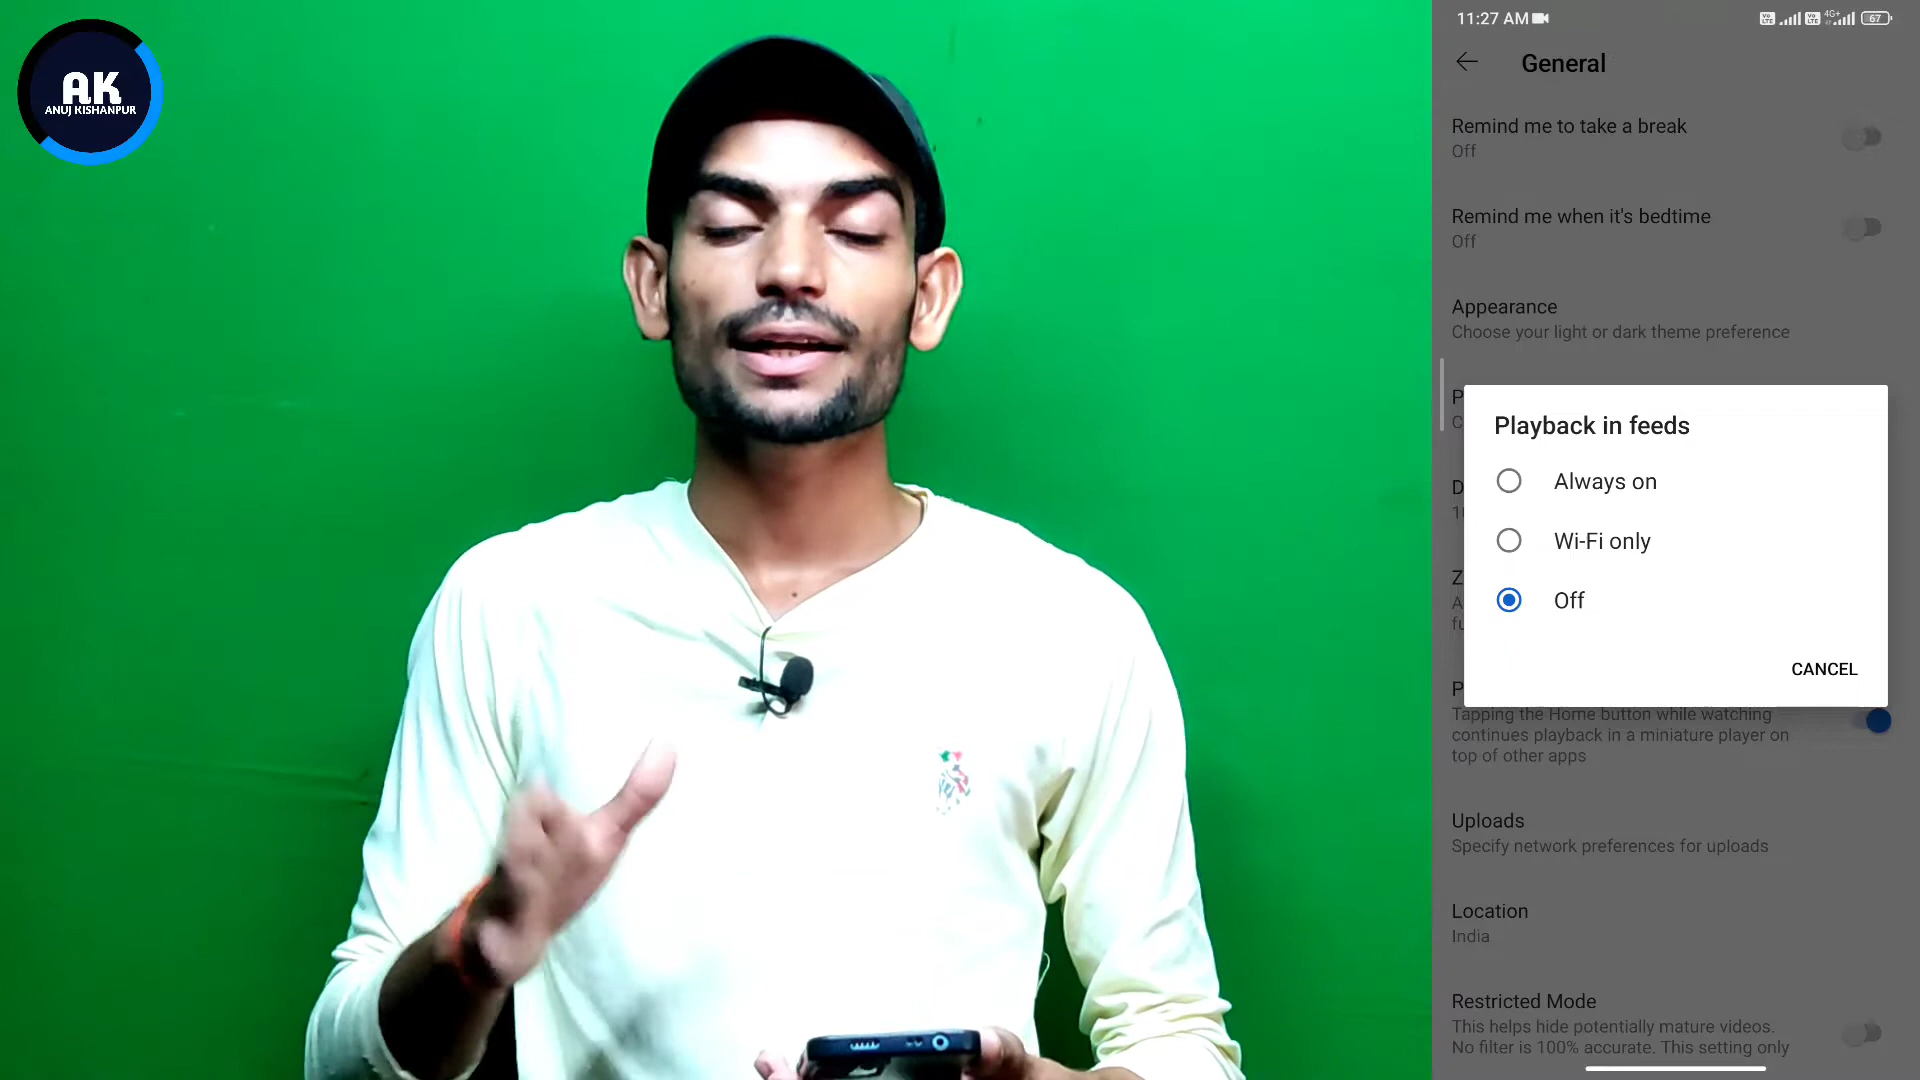 AK
ANUJ KISHANPUR
11:27 AM
4G+
67
General
Remind me to take a break
Off
Remind me when it's bedtime
Off
Appearance
Choose your light or dark theme preference
Playback in feeds
Always on
Wi-Fi only
Off
CANCEL
Tapping the Home button while watching
continues playback in a miniature player on
top of other apps
Uploads
Specify network preferences for uploads
Location
India
Restricted Mode
This helps hide potentially mature videos.
No filter is 100% accurate. This setting only